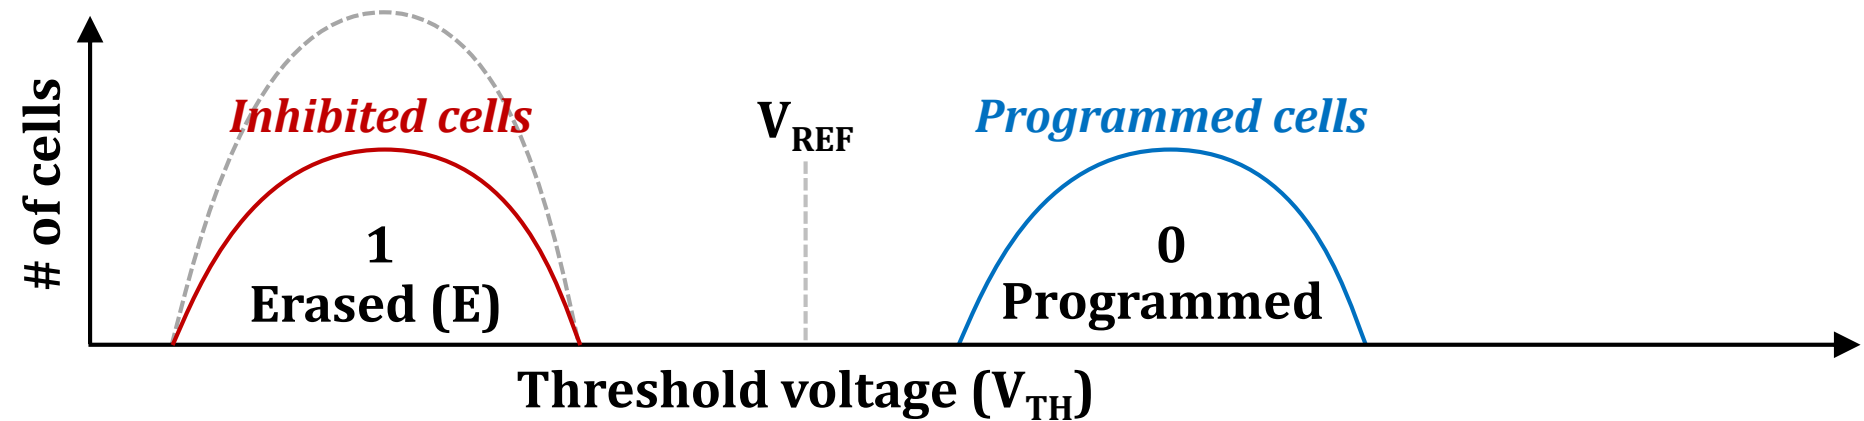 # of cells
Inhibited cells
V_REF
Programmed cells
1
Erased (E)
0
Programmed
Threshold voltage (V_TH)